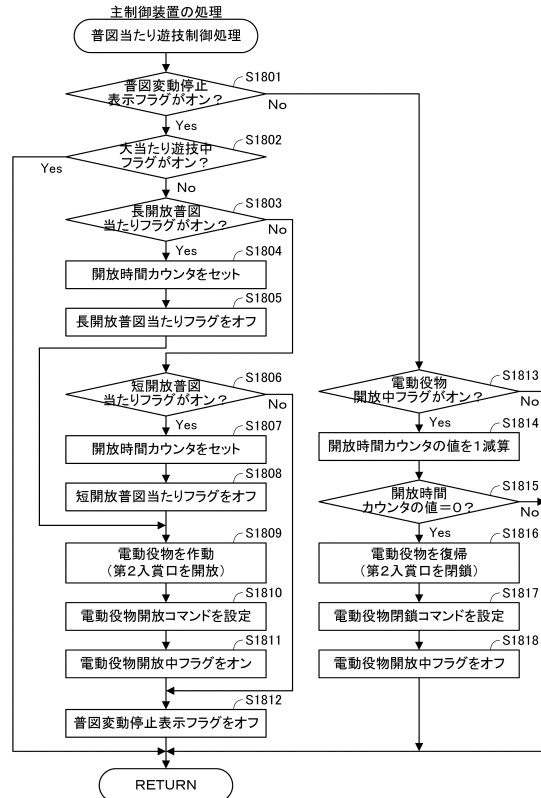 主制御装置の処理
普図当たり遊技制御処理
S1801
普図変動停止
表示フラグがオン?
No
Yes
S1802
大当たり遊技中
フラグがオン?
Yes
No
S1803
長開放普図
当たりフラグがオン?
No
Yes
S1804
開放時間カウンタをセット
S1805
長開放普図当たりフラグをオフ
S1806
短開放普図
当たりフラグがオン?
No
Yes
S1807
開放時間カウンタをセット
S1808
短開放普図当たりフラグをオフ
S1809
電動役物を作動
(第2入賞口を開放)
S1810
電動役物開放コマンドを設定
S1811
電動役物開放中フラグをオン
S1812
普図変動停止表示フラグをオフ
S1813
電動役物
開放中フラグがオン?
No
Yes
S1814
開放時間カウンタの値を1減算
S1815
開放時間
カウンタの値=0?
No
Yes
S1816
電動役物を復帰
(第2入賞口を閉鎖)
S1817
電動役物閉鎖コマンドを設定
S1818
電動役物開放中フラグをオフ
RETURN